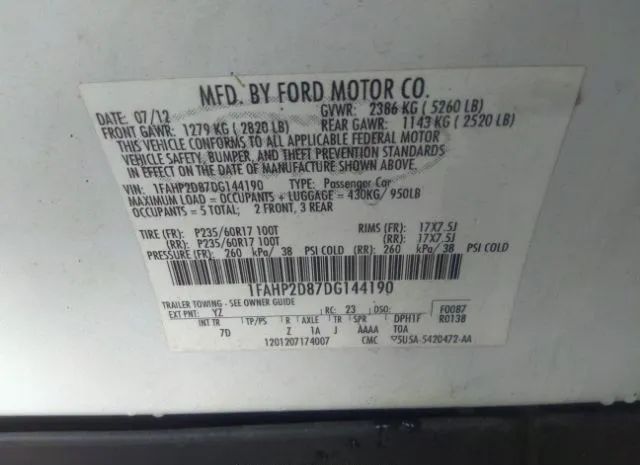 MFD. BY FORD MOTOR CO.
DATE: 07/12 GVWR: 2386 KG ( 5260 LB)
FRONT GAWR: 1279 KG ( 2820 LB) REAR GAWR: 1143 KG ( 2520 LB)
THIS VEHICLE CONFORMS TO ALL APPLICABLE FEDERAL MOTOR
VEHICLE SAFETY, BUMPER, AND THEFT PREVENTION STANDARDS
IN EFFECT ON THE DATE OF MANUFACTURE SHOWN ABOVE.
VIN: 1FAHP2D87DG144190 TYPE: Passenger Car
MAXIMUM LOAD = OCCUPANTS + LUGGAGE = 430KG/ 950LB
OCCUPANTS = 5 TOTAL 2 FRONT, 3 REAR
TIRE (FR): P235/60R17 100T RIMS (FR): 17X7.5J
(RR): P235/60R17 100T (RR): 17X7.5J
PRESSURE (FR): 260 kPa/ 38 PSI COLD (RR): 260 kPa/ 38 PSI COLD
1FAHP2D87DG144190
TRAILER TOWING - SEE OWNER GUIDE
EXT PNT: YZ RC: 23 DSO: F0087
INT TR TP/PS R AXLE TR SPR DPH1F R0138
7D Z 1A J AAAA TOA
1201207174007 CMC ▽5USA-5420472-AA